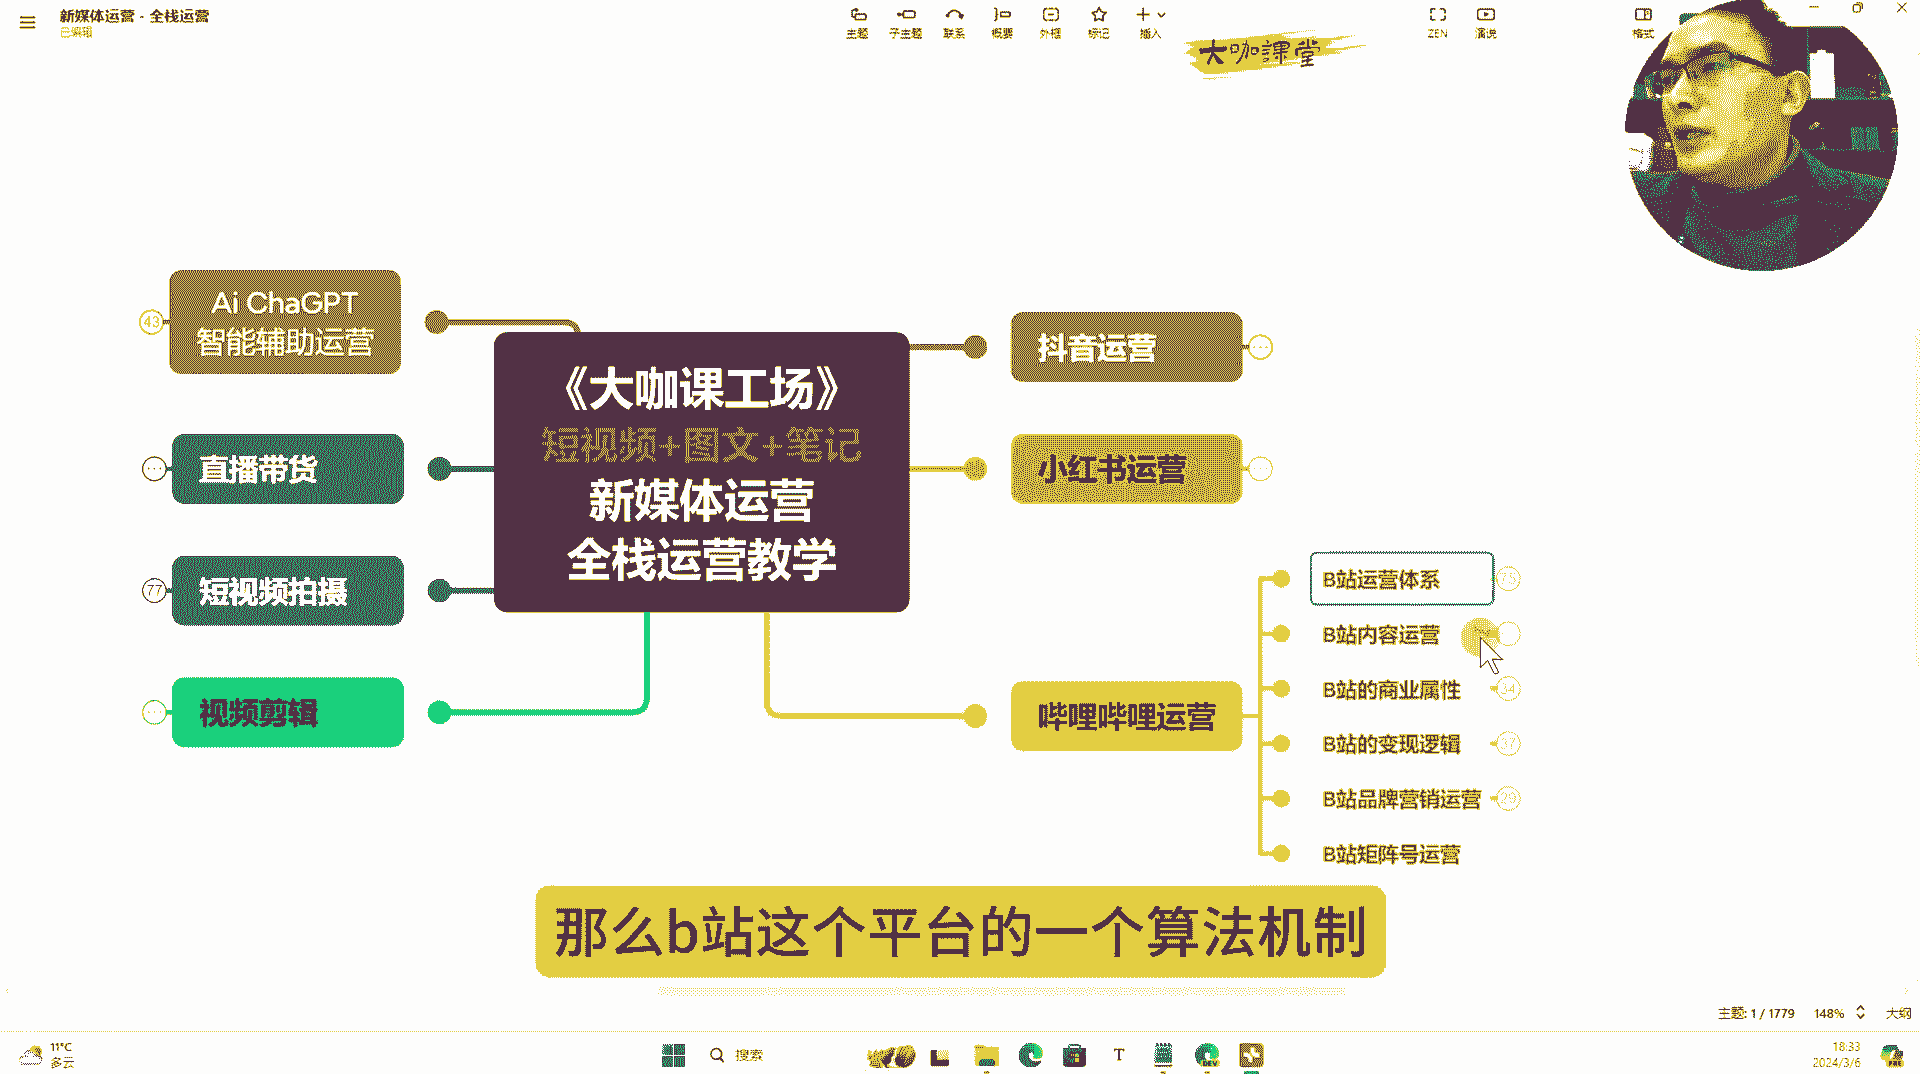 新媒体运营 - 全栈运营
已编辑
主题
子主题
联系
概要
外框
标记
插入
ZEN
演说
格式
大咖課堂
43
Ai ChaGPT
智能辅助运营
直播带货
77
短视频拍摄
视频剪辑
《大咖课工场》
短视频+图文+笔记
新媒体运营
全栈运营教学
抖音运营
小红书运营
哔哩哔哩运营
B站运营体系
75
B站内容运营
B站的商业属性
34
B站的变现逻辑
37
B站品牌营销运营
29
B站矩阵号运营
那么b站这个平台的一个算法机制
主题: 1 / 1779
148%
大纲
11°C
多云
搜索
T
DEV
18:33
2024/3/6
PRE